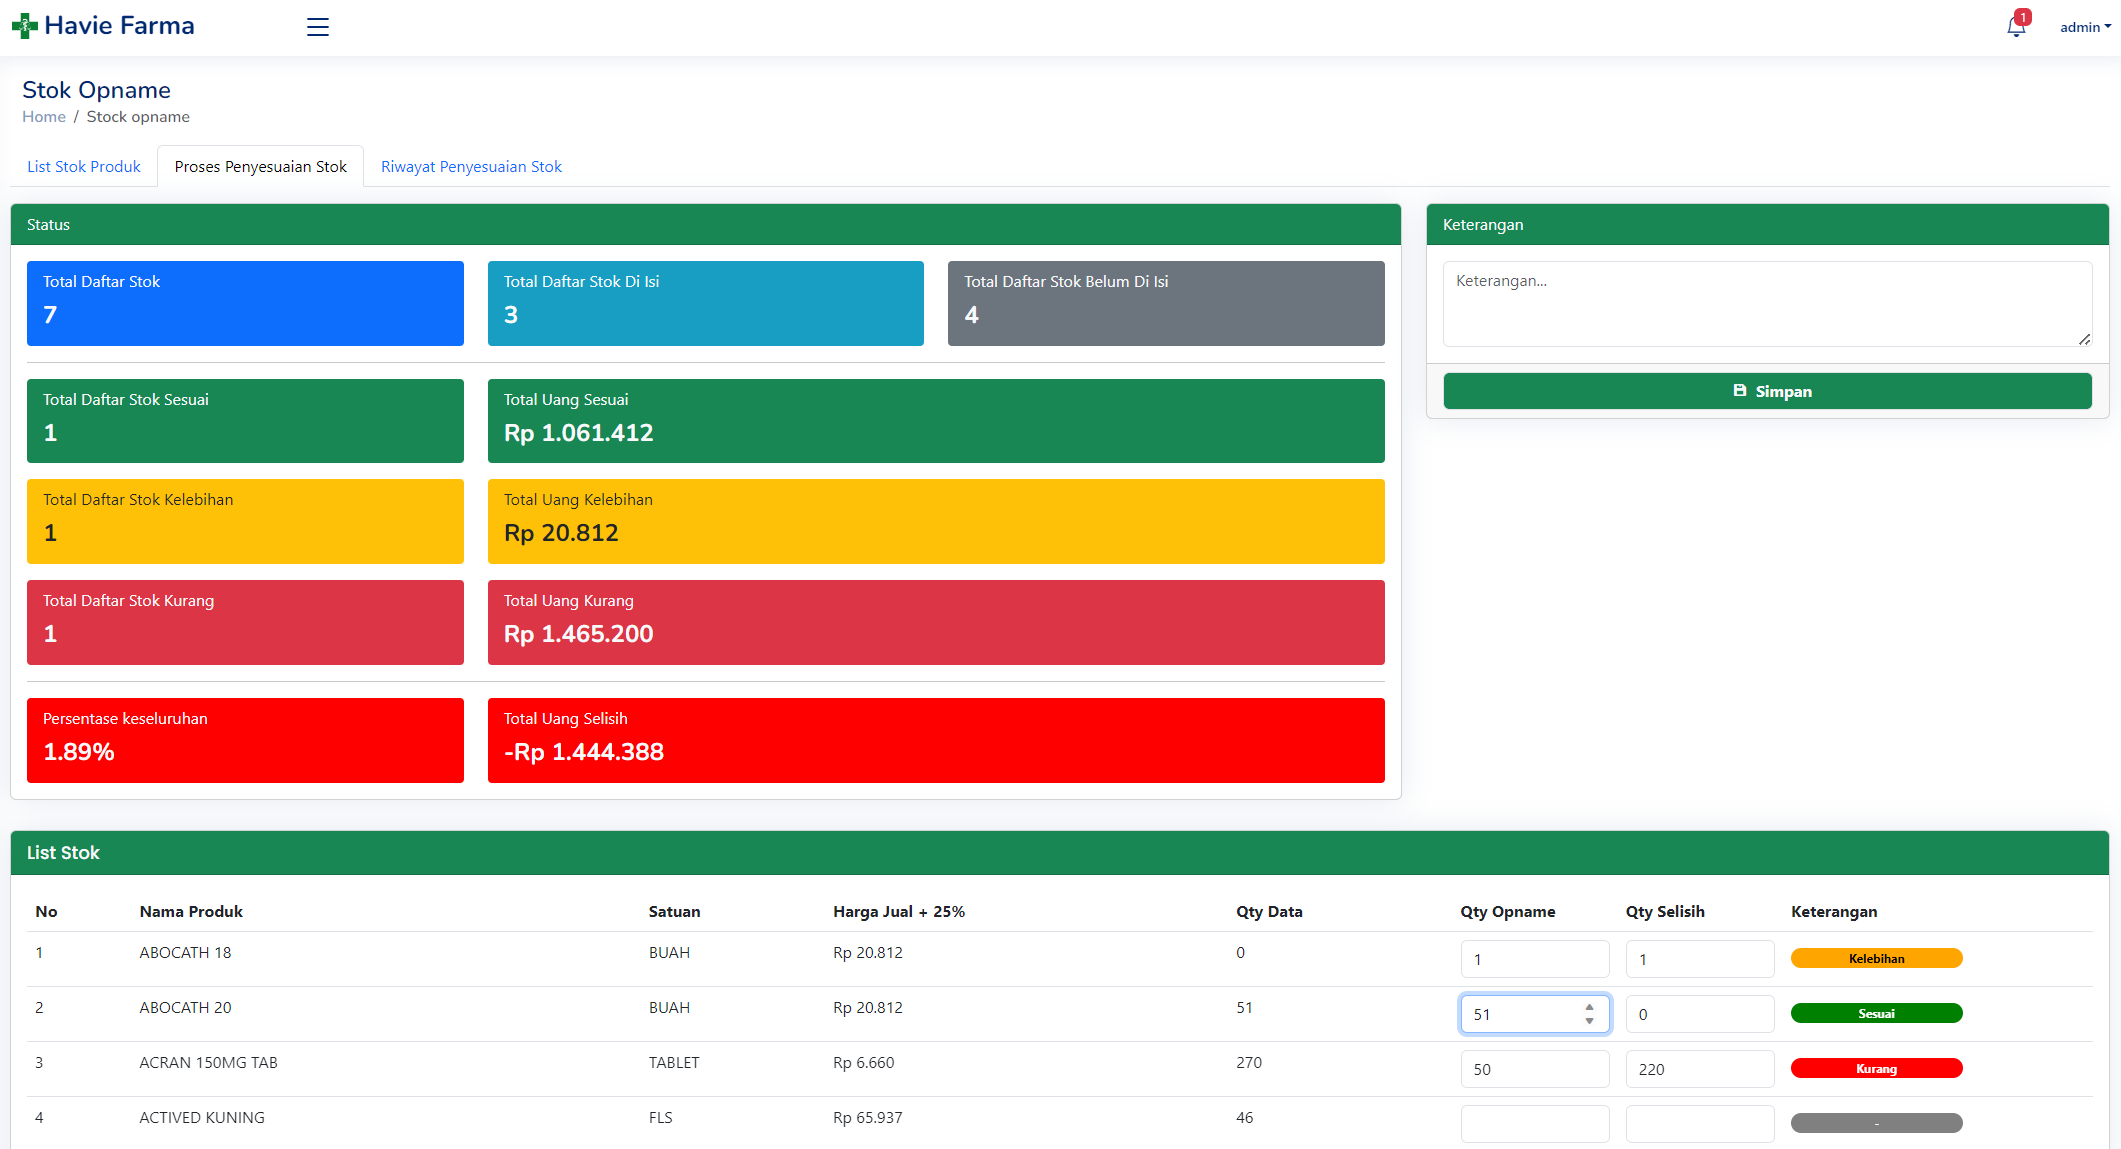 Havie Farma
1
admin
Stok Opname
Home / Stock opname
List Stok Produk
Proses Penyesuaian Stok
Riwayat Penyesuaian Stok
Status
Total Daftar Stok
7
Total Daftar Stok Di Isi
3
Total Daftar Stok Belum Di Isi
4
Total Daftar Stok Sesuai
1
Total Uang Sesuai
Rp 1.061.412
Total Daftar Stok Kelebihan
1
Total Uang Kelebihan
Rp 20.812
Total Daftar Stok Kurang
1
Total Uang Kurang
Rp 1.465.200
Persentase keseluruhan
1.89%
Total Uang Selisih
-Rp 1.444.388
Keterangan
Keterangan...
Simpan
List Stok
No Nama Produk Satuan Harga Jual + 25% Qty Data Qty Opname Qty Selisih Keterangan
1 ABOCATH 18 BUAH Rp 20.812 0 1 1 Kelebihan
2 ABOCATH 20 BUAH Rp 20.812 51 51 0 Sesuai
3 ACRAN 150MG TAB TABLET Rp 6.660 270 50 220 Kurang
4 ACTIVED KUNING FLS Rp 65.937 46 -